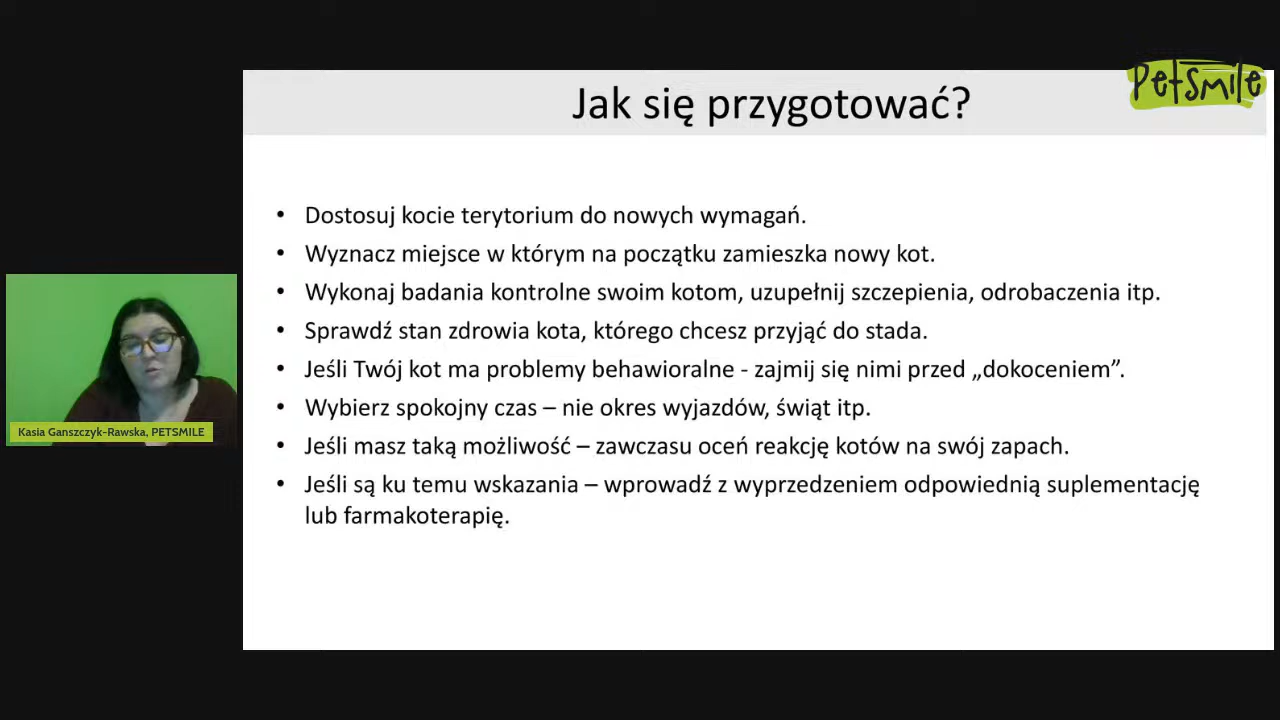 PetSmile
Jak się przygotować?
• Dostosuj kocie terytorium do nowych wymagań.
• Wyznacz miejsce w którym na początku zamieszka nowy kot.
• Wykonaj badania kontrolne swoim kotom, uzupełnij szczepienia, odrobaczenia itp.
• Sprawdź stan zdrowia kota, którego chcesz przyjąć do stada.
• Jeśli Twój kot ma problemy behawioralne - zajmij się nimi przed „dokoceniem”.
• Wybierz spokojny czas – nie okres wyjazdów, świąt itp.
• Jeśli masz taką możliwość – zawczasu oceń reakcję kotów na swój zapach.
• Jeśli są ku temu wskazania – wprowadź z wyprzedzeniem odpowiednią suplementację
lub farmakoterapię.
Kasia Ganszczyk-Rawska, PETSMILE